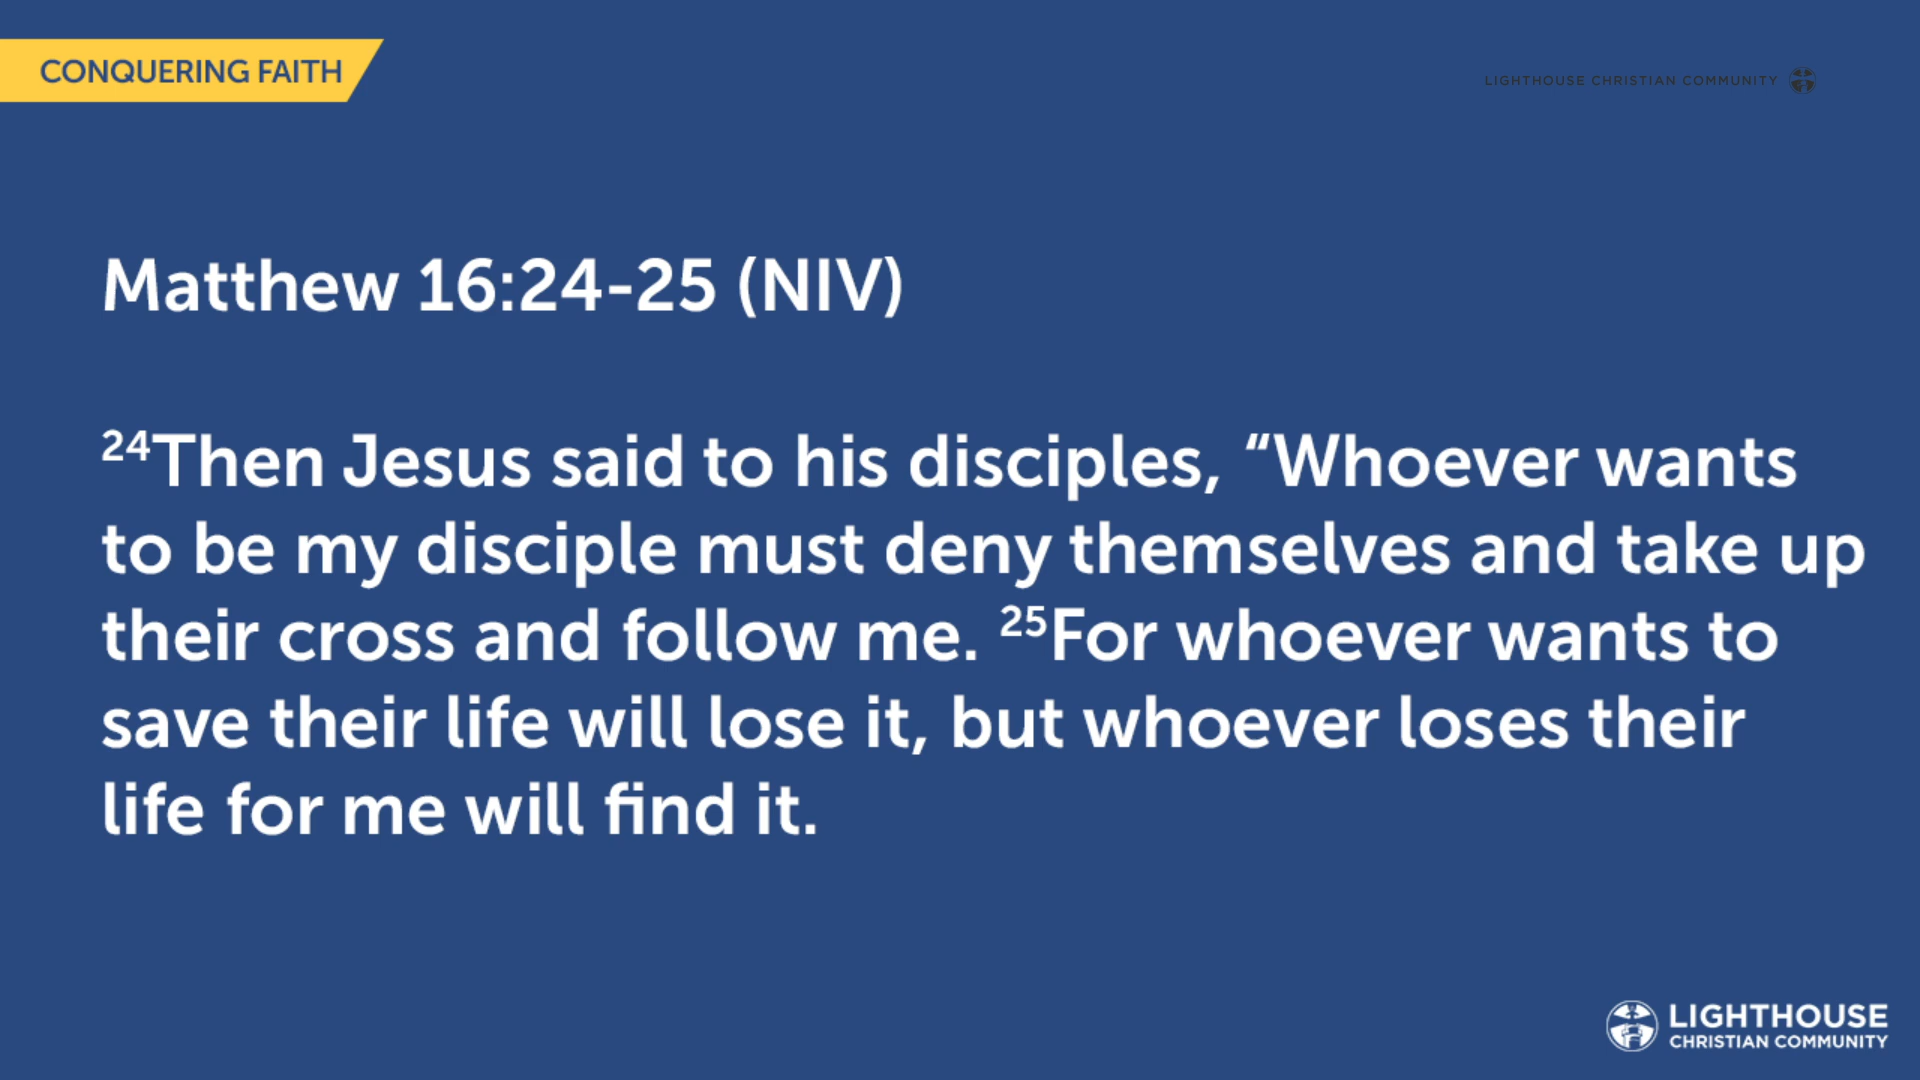 CONQUERING FAITH
LIGHTHOUSE CHRISTIAN COMMUNITY
Matthew 16:24-25 (NIV)
²⁴Then Jesus said to his disciples, “Whoever wants
to be my disciple must deny themselves and take up
their cross and follow me. ²⁵For whoever wants to
save their life will lose it, but whoever loses their
life for me will find it.
LIGHTHOUSE
CHRISTIAN COMMUNITY